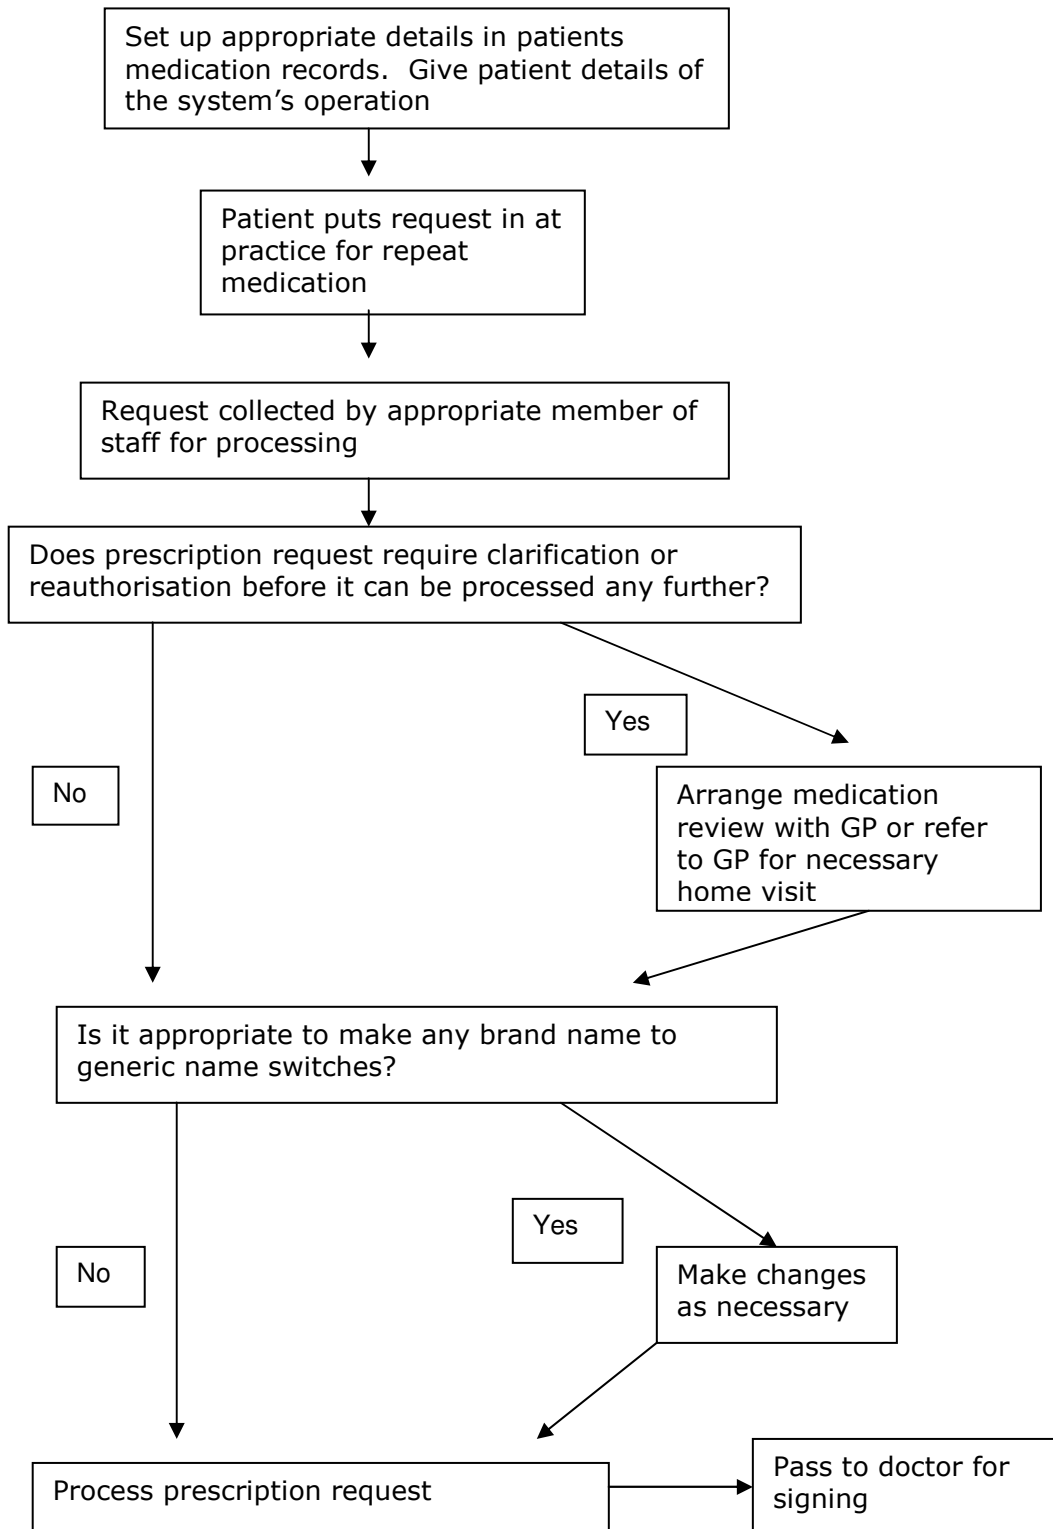 Set up appropriate details in patients
medication records.  Give patient details of
the system’s operation
Patient puts request in at
practice for repeat
medication
Request collected by appropriate member of
staff for processing
Does prescription request require clarification or
reauthorisation before it can be processed any further?
Yes
No
Arrange medication
review with GP or refer
to GP for necessary
home visit
Is it appropriate to make any brand name to
generic name switches?
Yes
No
Make changes
as necessary
Process prescription request
Pass to doctor for
signing